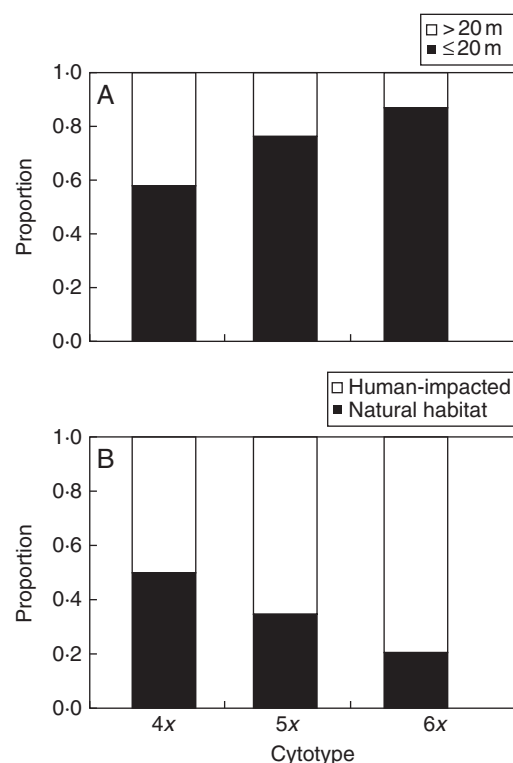 > 20 m
≤ 20 m
A
1·0
0·8
0·6
0·4
0·2
0·0
Proportion
Human-impacted
Natural habitat
B
1·0
0·8
0·6
0·4
0·2
0·0
Proportion
4x 5x 6x
Cytotype